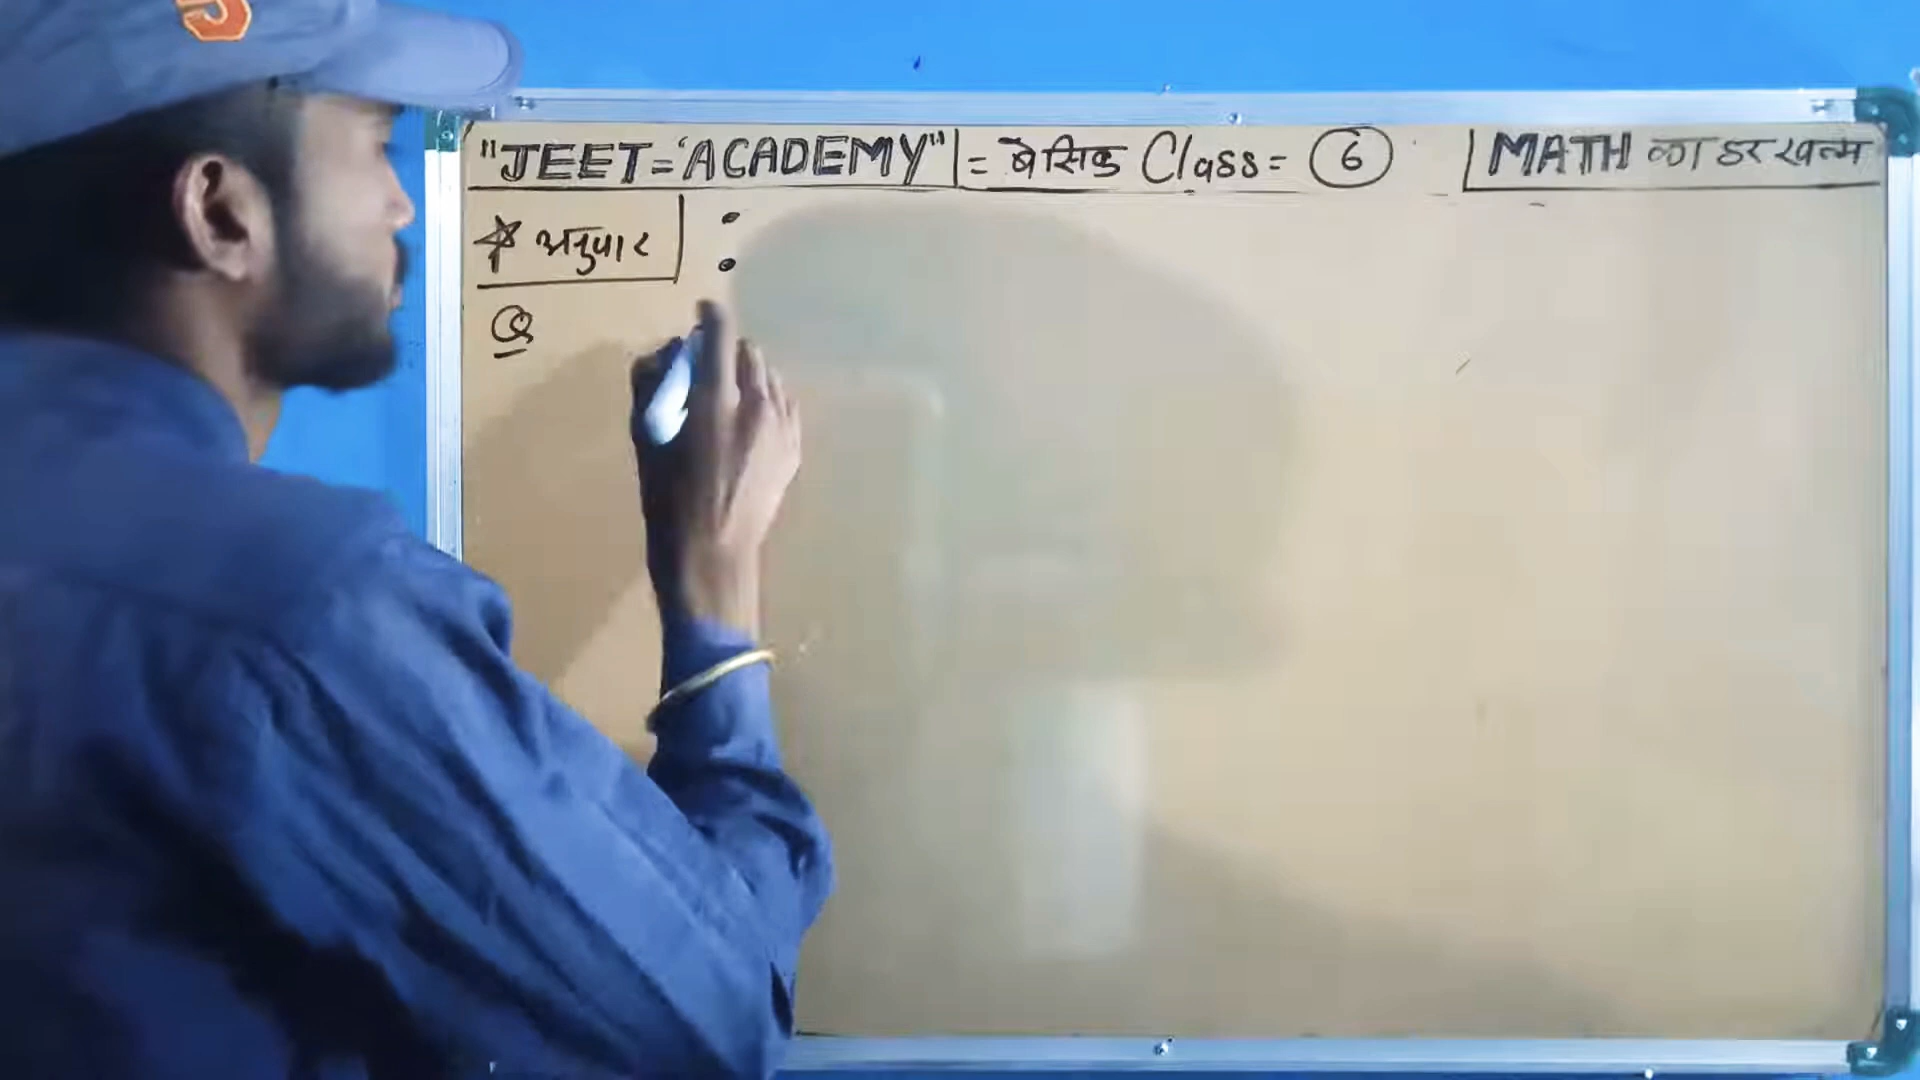 "JEET='ACADEMY" = बेसिक Class= 6 MATH का डर खत्म
☆ अनुपात :
Q